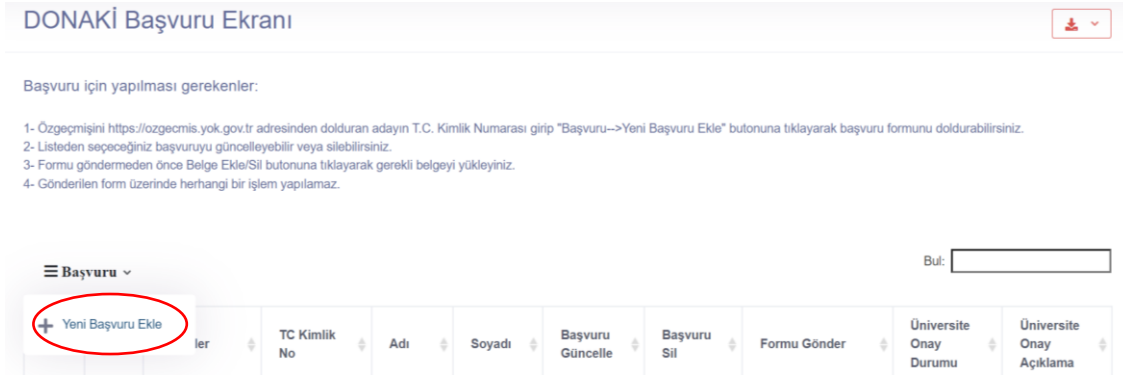 DONAKİ Başvuru Ekranı
Başvuru için yapılması gerekenler:
1- Özgeçmişini https://ozgecmis.yok.gov.tr adresinden dolduran adayın T.C. Kimlik Numarası girip "Başvuru-->Yeni Başvuru Ekle" butonuna tıklayarak başvuru formunu doldurabilirsiniz.
2- Listeden seçeceğiniz başvuruyu güncelleyebilir veya silebilirsiniz.
3- Formu göndermeden önce Belge Ekle/Sil butonuna tıklayarak gerekli belgeyi yükleyiniz.
4- Gönderilen form üzerinde herhangi bir işlem yapılamaz.
Bul:
Başvuru
Yeni Başvuru Ekle
ler
TC Kimlik
No
Adı
Soyadı
Başvuru
Güncelle
Başvuru
Sil
Formu Gönder
Üniversite
Onay
Durumu
Üniversite
Onay
Açıklama